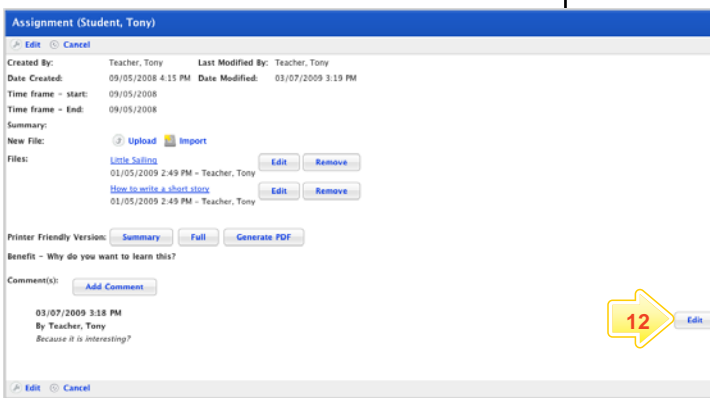 Assignment (Student, Tony)
Edit Cancel
Created By: Teacher, Tony Last Modified By: Teacher, Tony
Date Created: 09/05/2008 4:15 PM Date Modified: 03/07/2009 3:19 PM
Time frame - start: 09/05/2008
Time frame - End: 09/05/2008
Summary:
New File: Upload Import
Files: Little Sailing Edit Remove
01/05/2009 2:49 PM - Teacher, Tony
How to write a short story Edit Remove
01/05/2009 2:49 PM - Teacher, Tony
Printer Friendly Version: Summary Full Generate PDF
Benefit - Why do you want to learn this?
Comment(s): Add Comment
03/07/2009 3:18 PM
By Teacher, Tony
Because it is interesting?
12 Edit
Edit Cancel